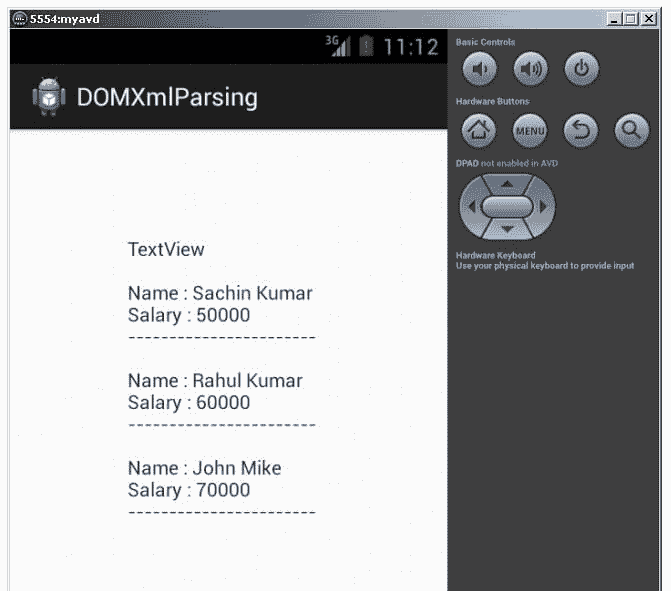 5554:myavd
3G 11:12
DOMXmlParsing
TextView
Name : Sachin Kumar
Salary : 50000
-----------------------
Name : Rahul Kumar
Salary : 60000
-----------------------
Name : John Mike
Salary : 70000
-----------------------
Basic Controls
Hardware Buttons
MENU
DPAD not enabled in AVD
Hardware Keyboard
Use your physical keyboard to provide input